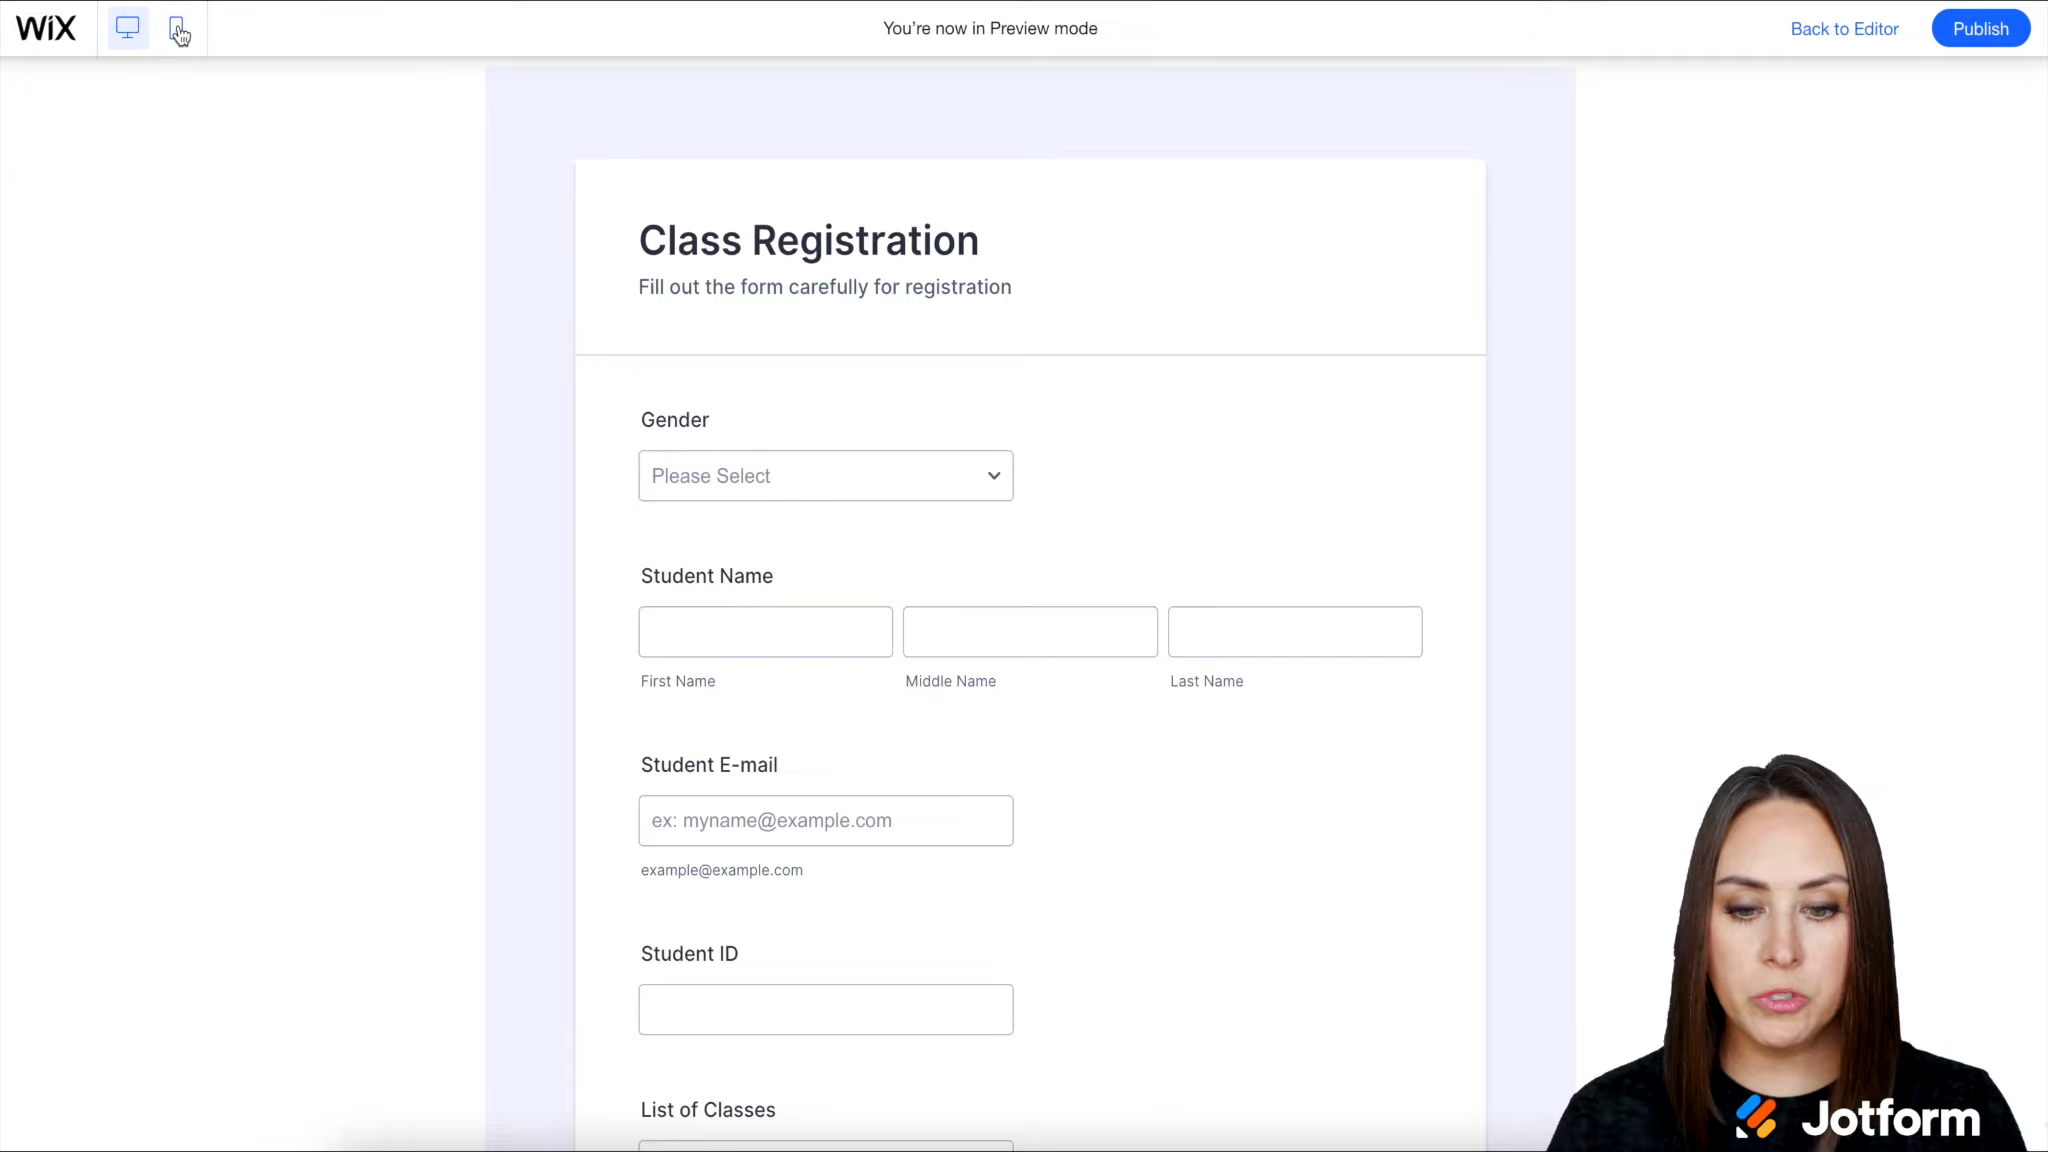 WiX
You're now in Preview mode
Back to Editor
Publish
Class Registration
Fill out the form carefully for registration
Gender
Please Select
Student Name
First Name
Middle Name
Last Name
Student E-mail
ex: myname@example.com
example@example.com
Student ID
List of Classes
Jotform